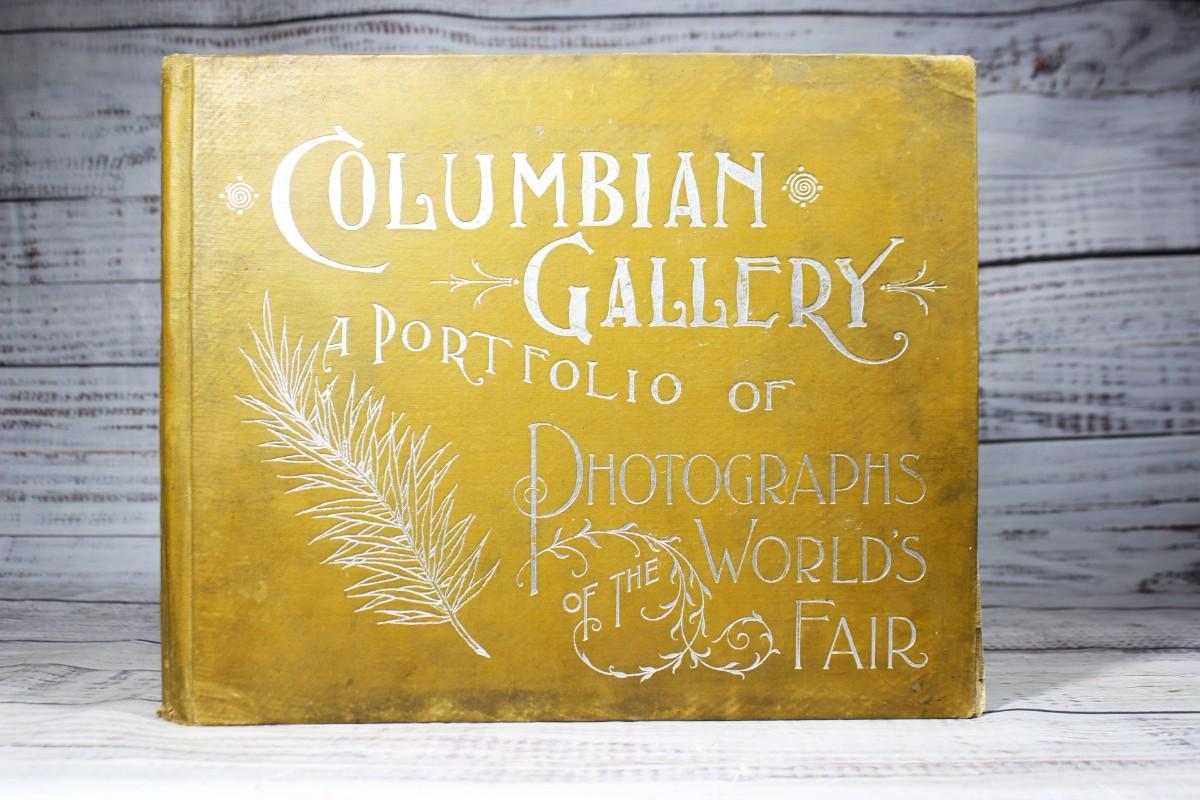 COLUMBIAN
GALLERY
A PORTFOLIO OF
PHOTOGRAPHS
OF THE WORLD'S
FAIR